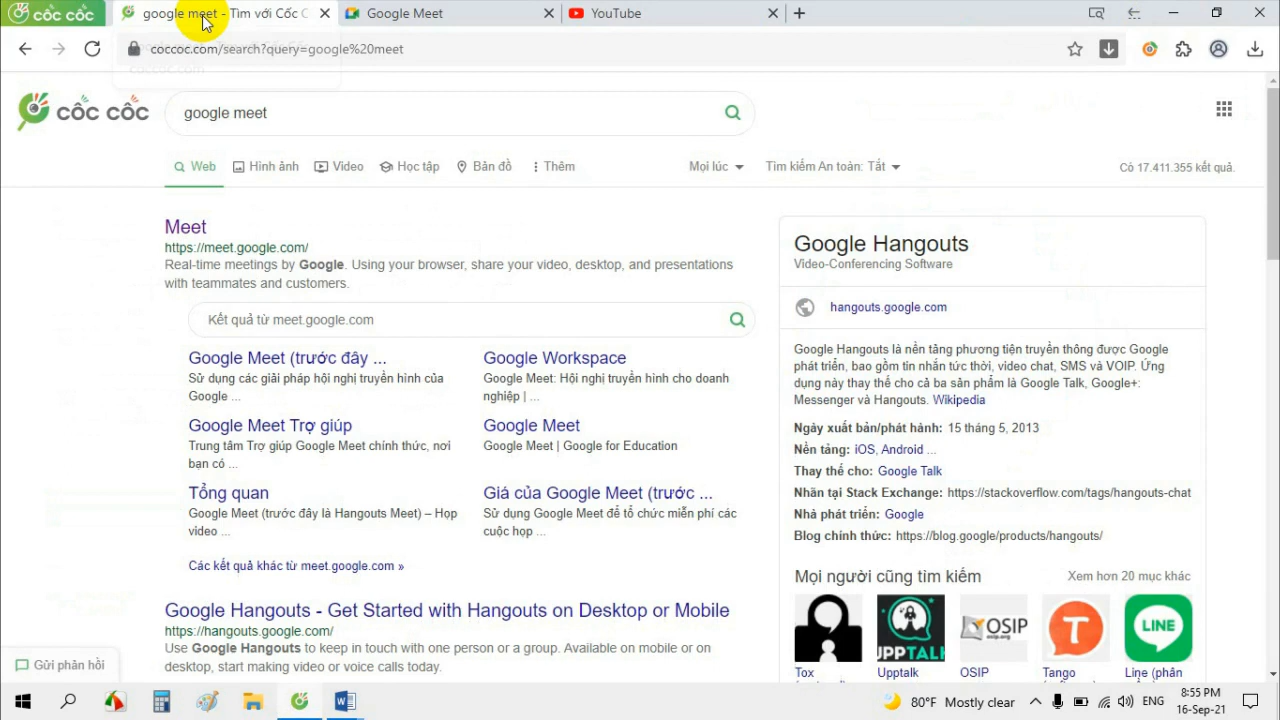 cốc cốc
google meet - Tìm với Cốc C
Google Meet
YouTube
coccoc.com/search?query=google%20meet
cốc cốc
google meet
Web
Hình ảnh
Video
Học tập
Bản đồ
Thêm
Mọi lúc
Tìm kiếm An toàn: Tắt
Có 17.411.355 kết quả.
Meet
https://meet.google.com/
Real-time meetings by Google. Using your browser, share your video, desktop, and presentations
with teammates and customers.
Kết quả từ meet.google.com
Google Meet (trước đây ...
Sử dụng các giải pháp hội nghị truyền hình của
Google ...
Google Workspace
Google Meet: Hội nghị truyền hình cho doanh
nghiệp | ...
Google Meet Trợ giúp
Trung tâm Trợ giúp Google Meet chính thức, nơi
bạn có ...
Google Meet
Google Meet | Google for Education
Tổng quan
Google Meet (trước đây là Hangouts Meet) – Họp
video ...
Giá của Google Meet (trước ...
Sử dụng Google Meet để tổ chức miễn phí các
cuộc họp ...
Các kết quả khác từ meet.google.com »
Google Hangouts - Get Started with Hangouts on Desktop or Mobile
https://hangouts.google.com/
Use Google Hangouts to keep in touch with one person or a group. Available on mobile or on
desktop, start making video or voice calls today.
Google Hangouts
Video-Conferencing Software
hangouts.google.com
Google Hangouts là nền tảng phương tiện truyền thông được Google
phát triển, bao gồm tin nhắn tức thời, video chat, SMS và VOIP. Ứng
dụng này thay thế cho cả ba sản phẩm là Google Talk, Google+:
Messenger và Hangouts. Wikipedia
Ngày xuất bản/phát hành: 15 tháng 5, 2013
Nền tảng: iOS, Android ...
Thay thế cho: Google Talk
Nhãn tại Stack Exchange: https://stackoverflow.com/tags/hangouts-chat
Nhà phát triển: Google
Blog chính thức: https://blog.google/products/hangouts/
Mọi người cũng tìm kiếm
Xem hơn 20 mục khác
UPPTALK
OSIP
osip.org
T
LINE
Tox
Upptalk
OSIP
Tango
Line (phần
Gửi phản hồi
80°F Mostly clear
ENG
8:55 PM
16-Sep-21